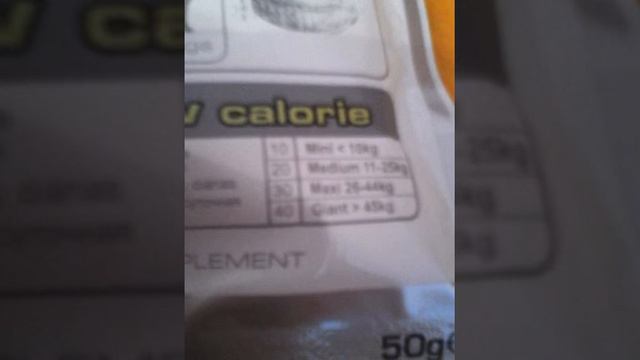 calorie
10 Mini < 10kg
20 Medium 11-25kg
30 Maxi 26-44kg
40 Giant > 45kg
PLEMENT
50g